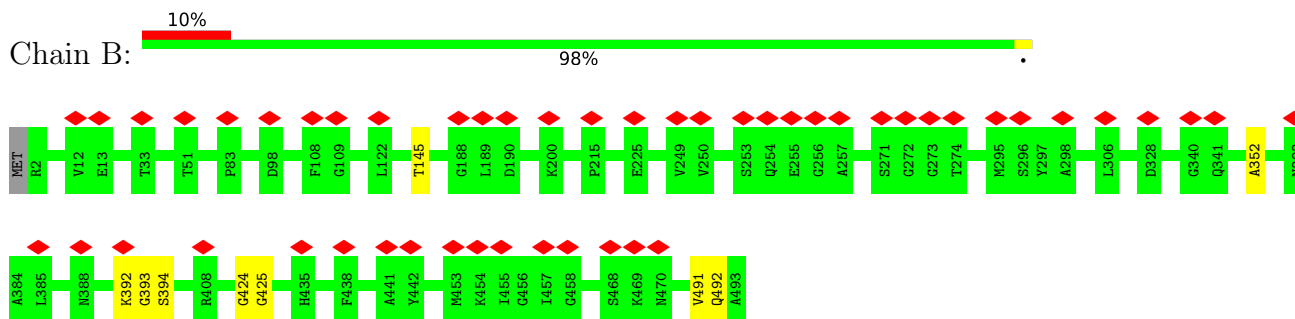 10%
Chain B:
98%
.
MET R2 V12 E13 T33 T51 P83 D98 F108 G109 L122 T145 G188 L189 D190 K200 P215 E225 V249 V250 S253 Q254 E255 G256 A257 S271 G272 G273 T274 M295 S296 Y297 A298 L306 D328 G340 Q341 A352
A384 L385 N388 K392 G393 S394 R408 G424 G425 H435 F438 A441 Y442 M453 K454 I455 G456 I457 G458 S468 K469 N470 V491 Q492 A493